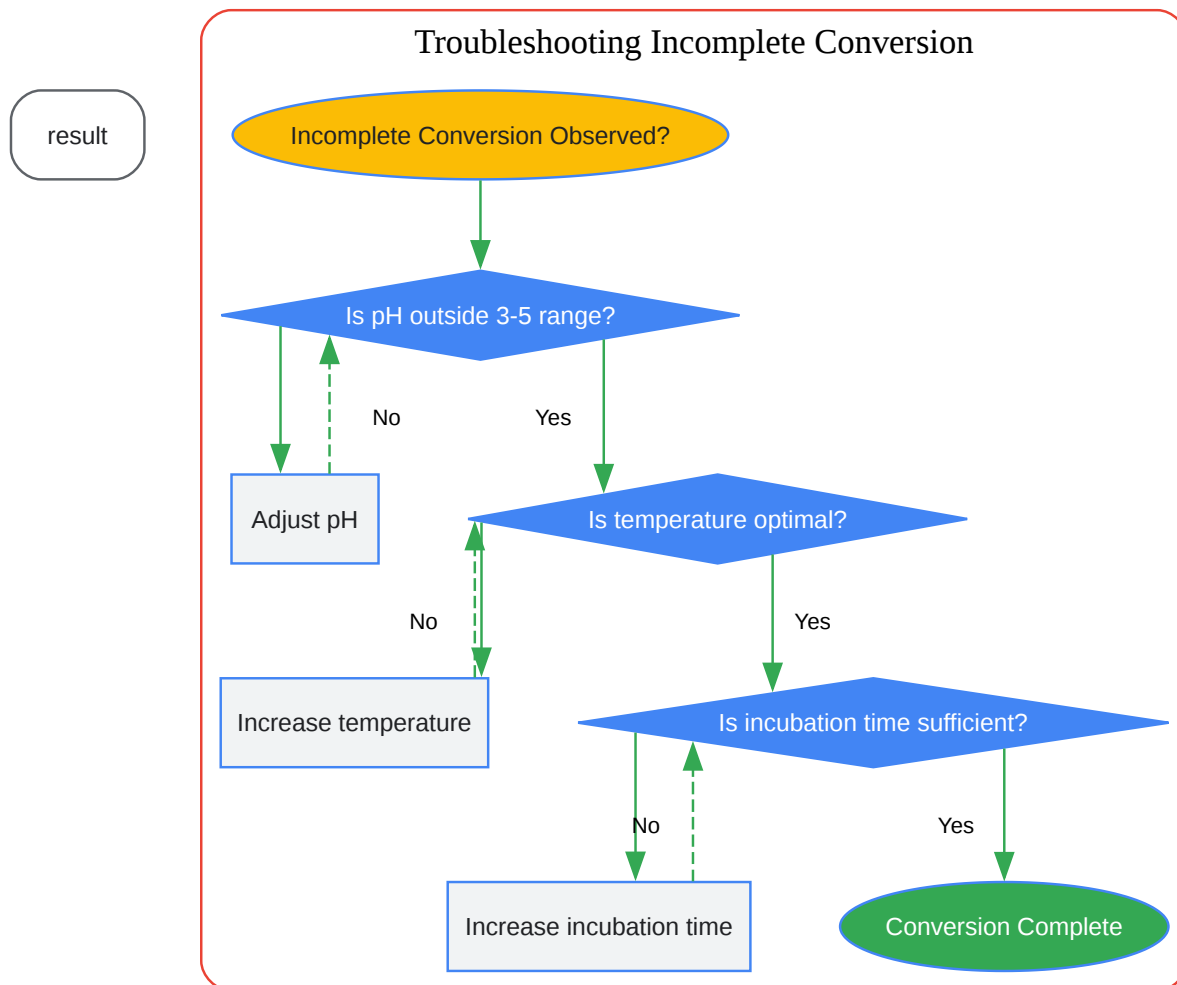 Troubleshooting Incomplete Conversion
result
Incomplete Conversion Observed?
Is pH outside 3-5 range?
No
Yes
Adjust pH
Is temperature optimal?
No
Yes
Increase temperature
Is incubation time sufficient?
No
Yes
Increase incubation time
Conversion Complete